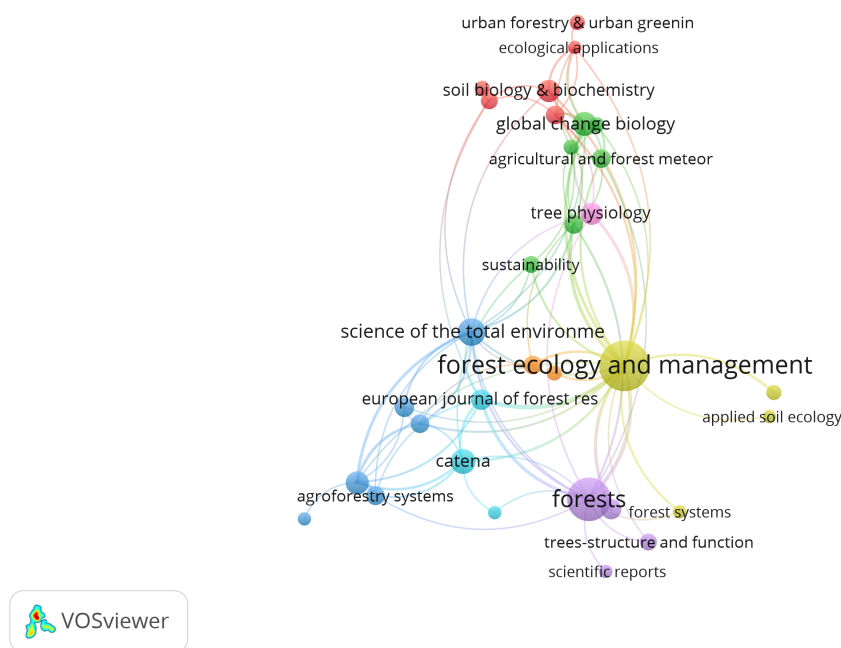 urban forestry & urban greenin
ecological applications
soil biology & biochemistry
global change biology
agricultural and forest meteor
tree physiology
sustainability
science of the total environme
forest ecology and management
european journal of forest res
applied soil ecology
catena
agroforestry systems
forests
forest systems
trees-structure and function
scientific reports
VOSviewer